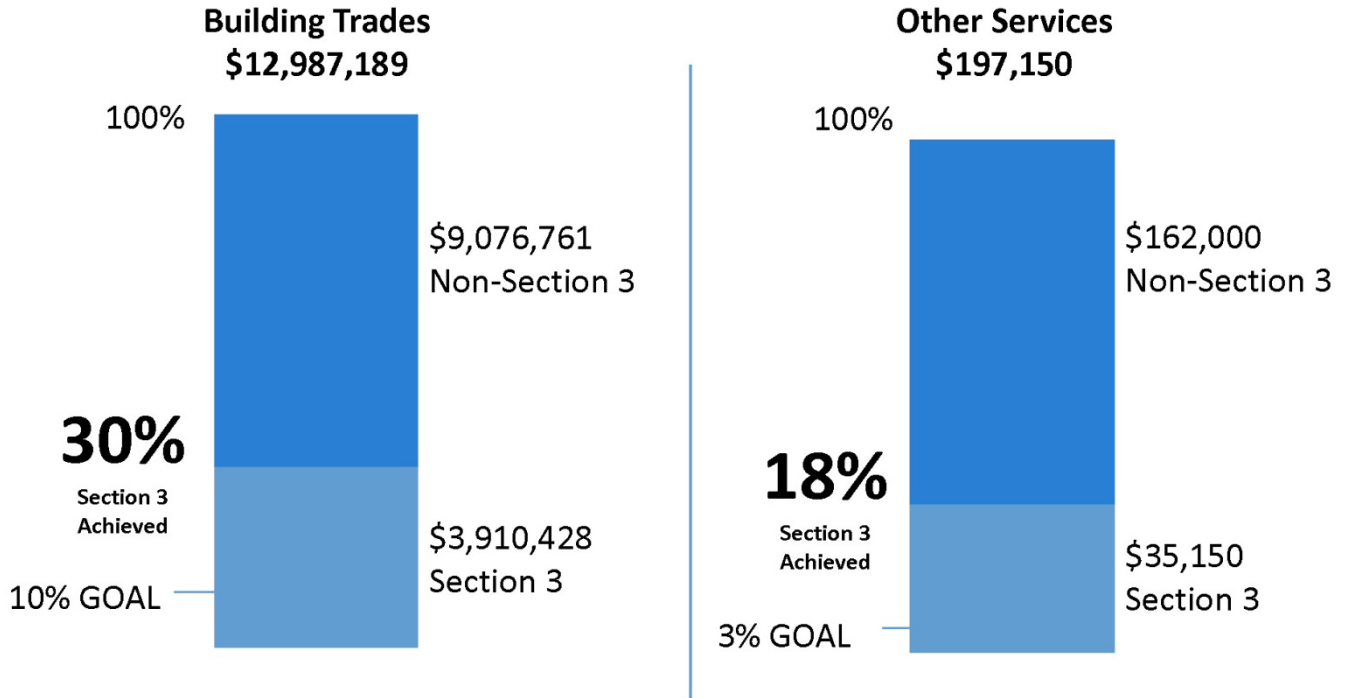 Building Trades
$12,987,189
100%
$9,076,761
Non-Section 3
30%
Section 3
Achieved
$3,910,428
Section 3
10% GOAL
Other Services
$197,150
100%
$162,000
Non-Section 3
18%
Section 3
Achieved
$35,150
Section 3
3% GOAL